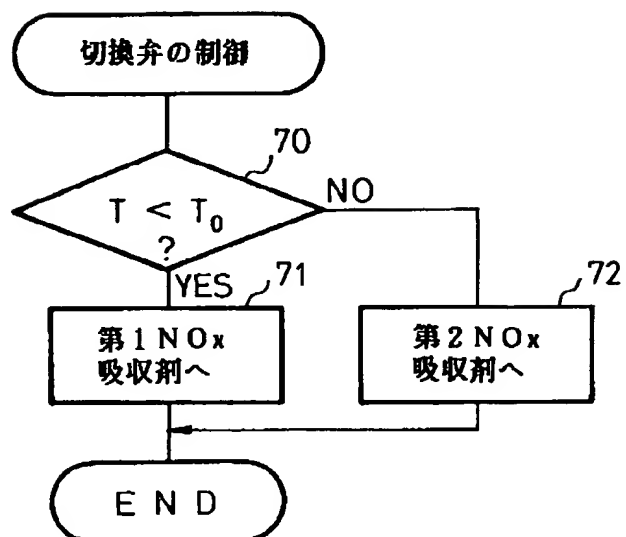 切換弁の制御
70
T < T₀
?
NO
YES
71
72
第1NOx
吸収剤へ
第2NOx
吸収剤へ
END